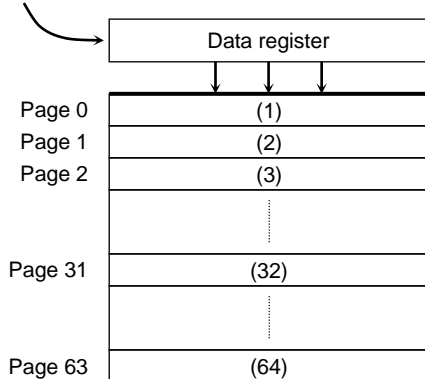 Data register
Page 0 (1)
Page 1 (2)
Page 2 (3)
Page 31 (32)
Page 63 (64)